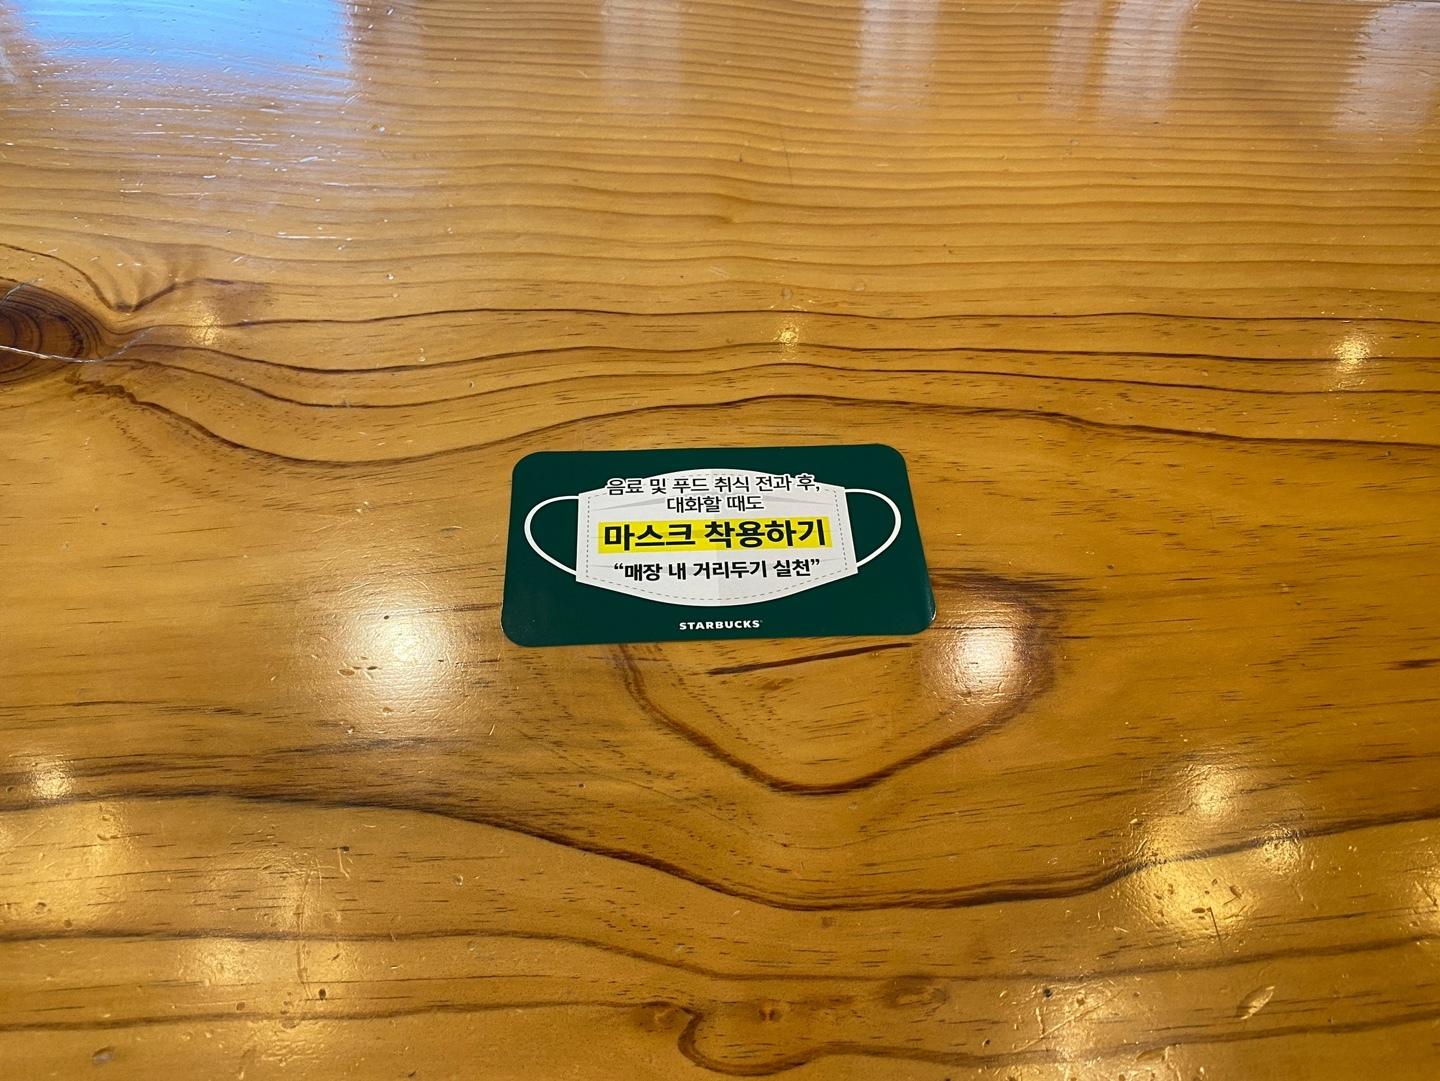 음료 및 푸드 취식 전과 후,
대화할 때도
마스크 착용하기
“매장 내 거리두기 실천”
STARBUCKS